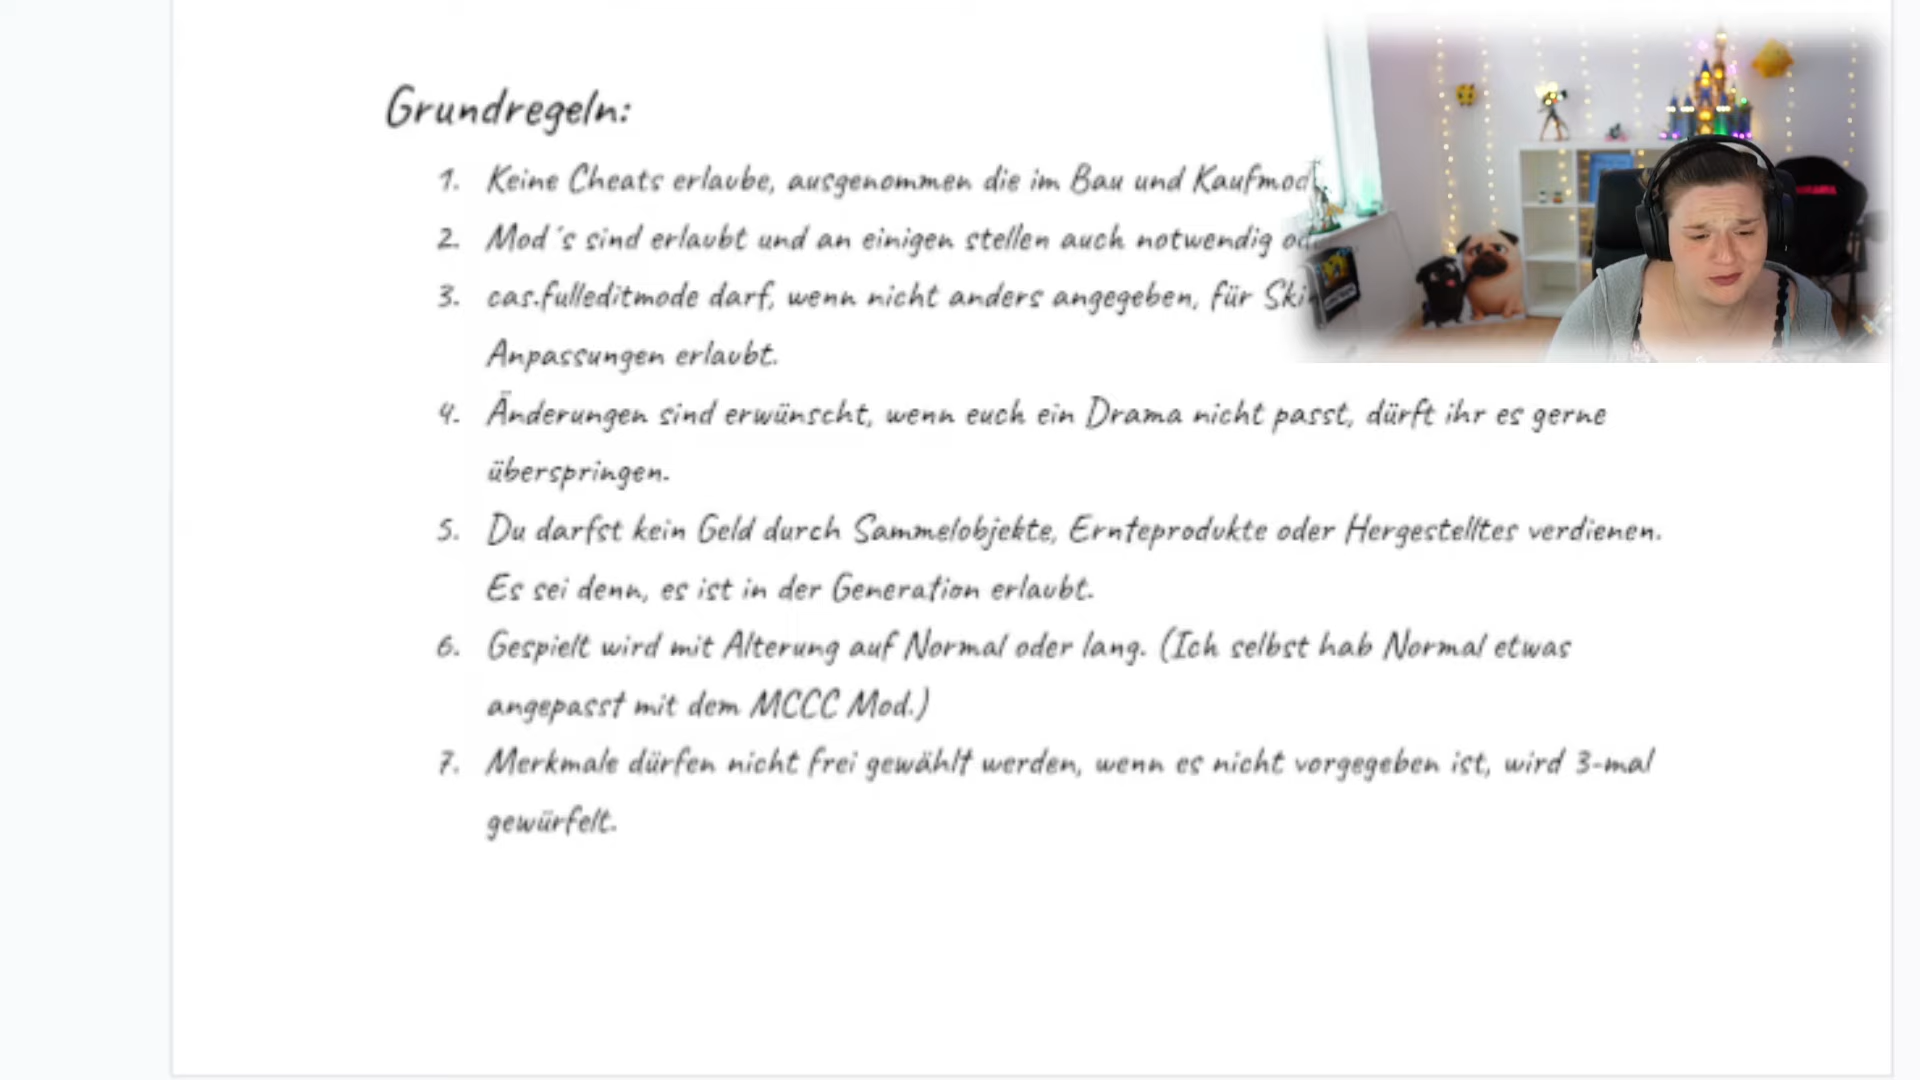 Grundregeln:
1. Keine Cheats erlaube, ausgenommen die im Bau und
2. Mod´s sind erlaubt und an einigen stellen auch notwendig
3. cas.fulleditmode darf, wenn nicht anders angegeben, für
Anpassungen erlaubt.
4. Änderungen sind erwünscht, wenn euch ein Drama nicht passt, dürft ihr es gerne
überspringen.
5. Du darfst kein Geld durch Sammelobjekte, Ernteprodukte oder Hergestelltes verdienen.
Es sei denn, es ist in der Generation erlaubt.
6. Gespielt wird mit Alterung auf Normal oder lang. (Ich selbst hab Normal etwas
angepasst mit dem MCCC Mod.)
7. Merkmale dürfen nicht frei gewählt werden, wenn es nicht vorgegeben ist, wird 3-mal
gewürfelt.